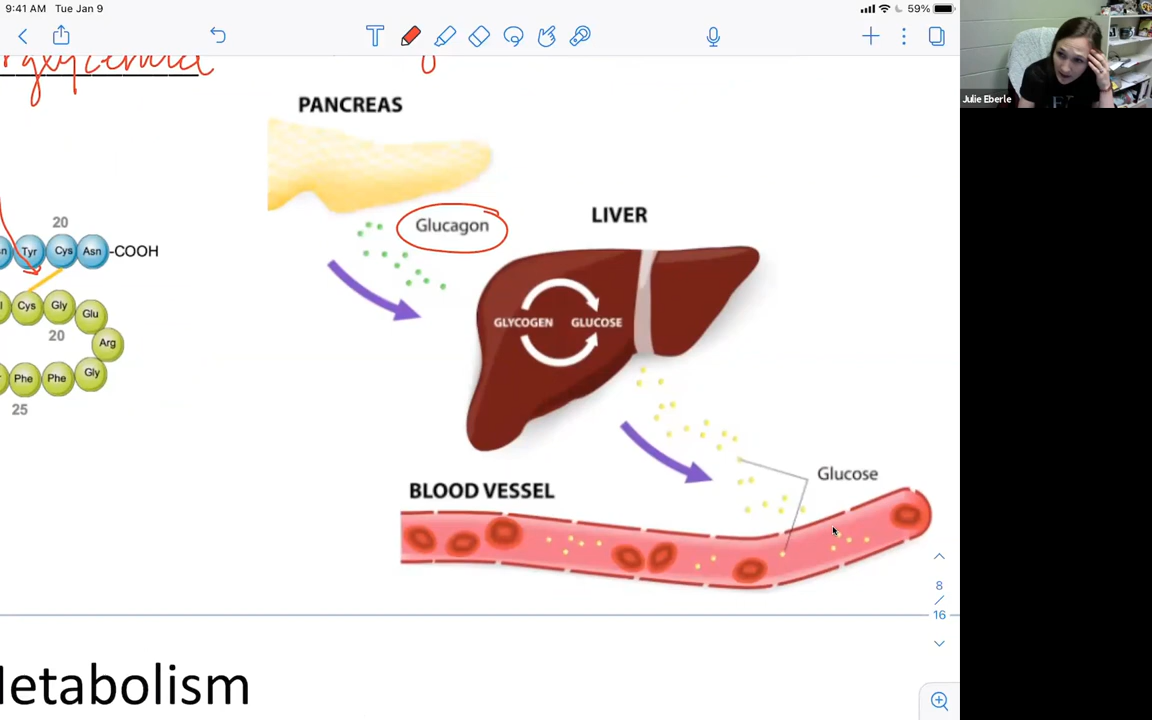 9:41 AM Tue Jan 9
59%
T
Julie Eberle
PANCREAS
Glucagon
LIVER
20
Tyr Cys Asn -COOH
Cys Gly Glu
20
Arg
Phe Phe Gly
25
GLYCOGEN GLUCOSE
Glucose
BLOOD VESSEL
8
/
16
etabolism